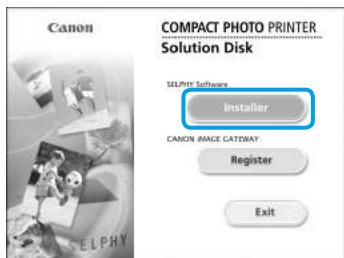 Canon
COMPACT PHOTO PRINTER
Solution Disk
SELPHY Software
Installer
CANON iMAGE GATEWAY
Register
Exit
SELPHY